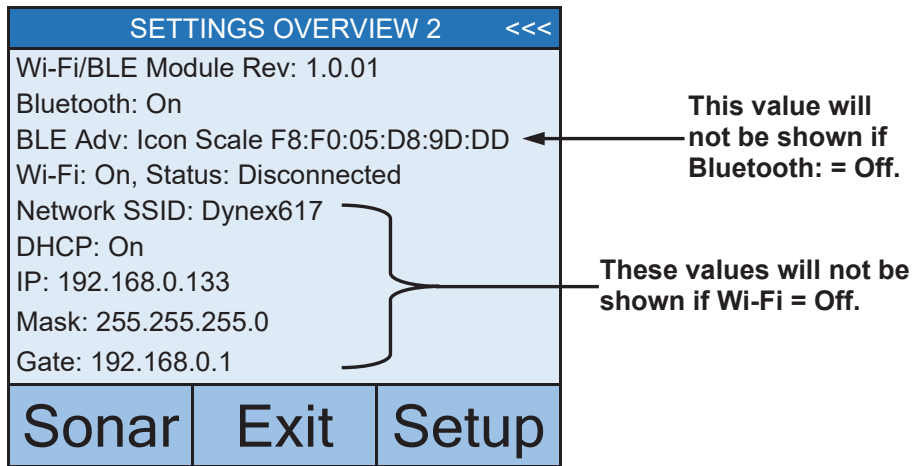 SETTINGS OVERVIEW 2 <<<
Wi-Fi/BLE Module Rev: 1.0.01
Bluetooth: On
BLE Adv: Icon Scale F8:F0:05:D8:9D:DD
Wi-Fi: On, Status: Disconnected
Network SSID: Dynex617
DHCP: On
IP: 192.168.0.133
Mask: 255.255.255.0
Gate: 192.168.0.1
Sonar Exit Setup
This value will
not be shown if
Bluetooth: = Off.
These values will not be
shown if Wi-Fi = Off.